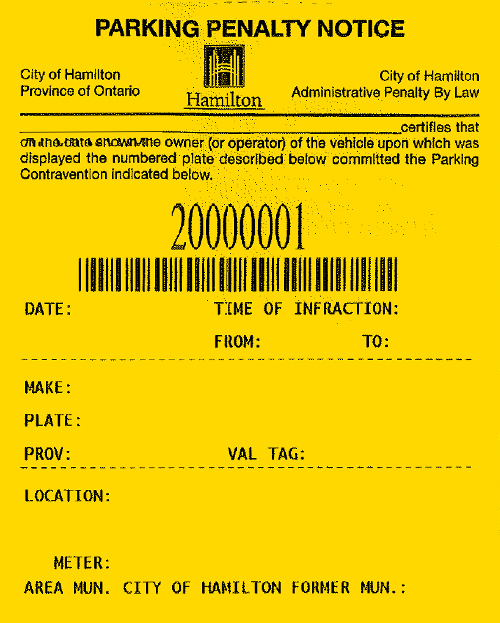 PARKING PENALTY NOTICE
City of Hamilton
Province of Ontario
Hamilton
City of Hamilton
Administrative Penalty By Law
certifies that
on the date shown the owner (or operator) of the vehicle upon which was
displayed the numbered plate described below committed the Parking
Contravention indicated below.
20000001
DATE: TIME OF INFRACTION:
FROM: TO:
MAKE:
PLATE:
PROV: VAL TAG:
LOCATION:
METER:
AREA MUN. CITY OF HAMILTON FORMER MUN.: